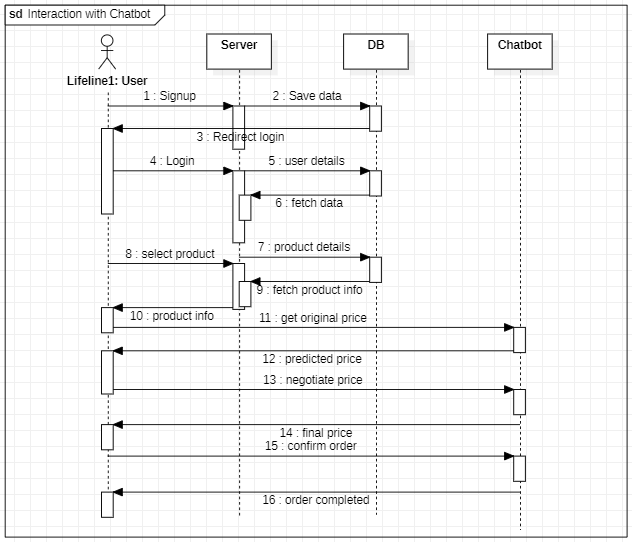 sd Interaction with Chatbot
Server
DB
Chatbot
Lifeline1: User
1 : Signup
2 : Save data
3 : Redirect login
4 : Login
5 : user details
6 : fetch data
7 : product details
8 : select product
9 : fetch product info
10 : product info
11 : get original price
12 : predicted price
13 : negotiate price
14 : final price
15 : confirm order
16 : order completed